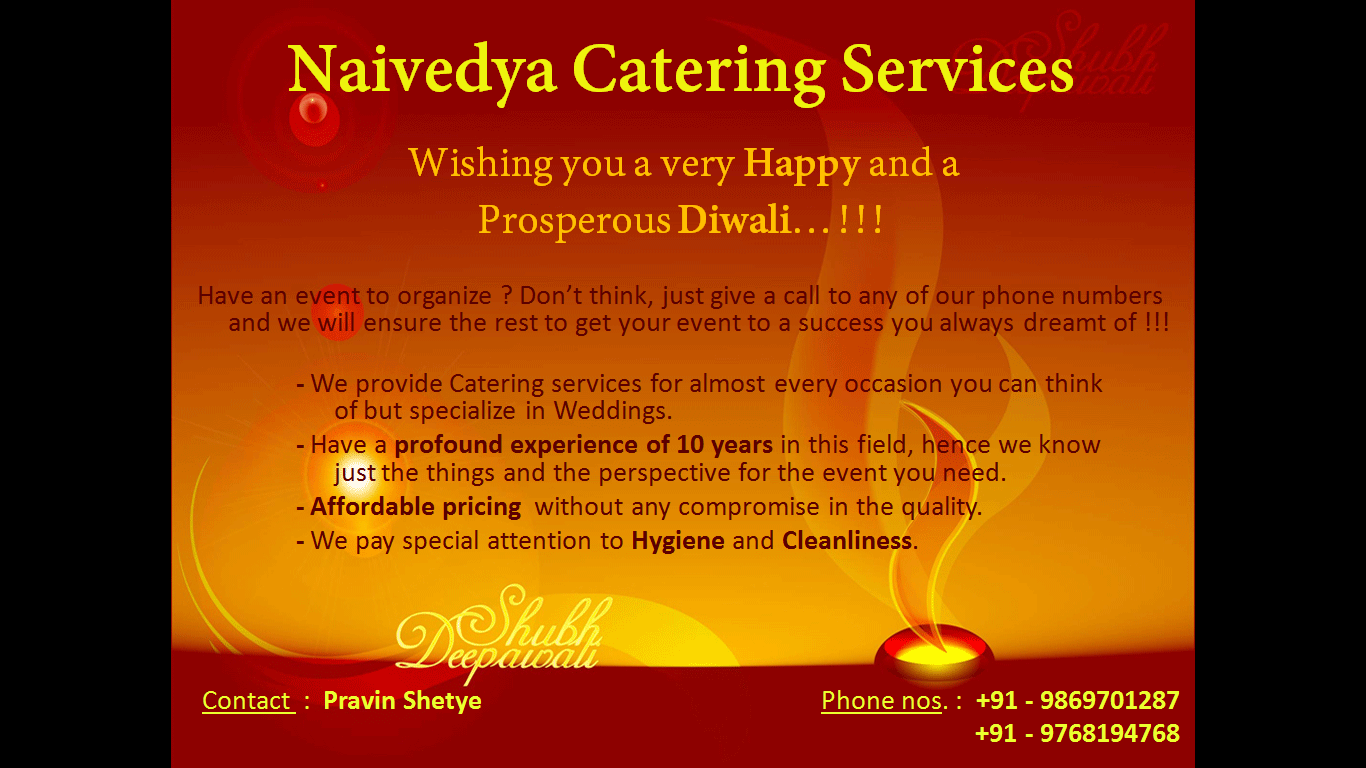 Shubh
Deepawali
Naivedya Catering Services
Wishing you a very Happy and a
Prosperous Diwali…!!!
Have an event to organize ? Don’t think, just give a call to any of our phone numbers
and we will ensure the rest to get your event to a success you always dreamt of !!!
- We provide Catering services for almost every occasion you can think
of but specialize in Weddings.
- Have a profound experience of 10 years in this field, hence we know
just the things and the perspective for the event you need.
- Affordable pricing  without any compromise in the quality.
- We pay special attention to Hygiene and Cleanliness.
Shubh
Deepawali
Contact : Pravin Shetye
Phone nos. : +91 - 9869701287
+91 - 9768194768